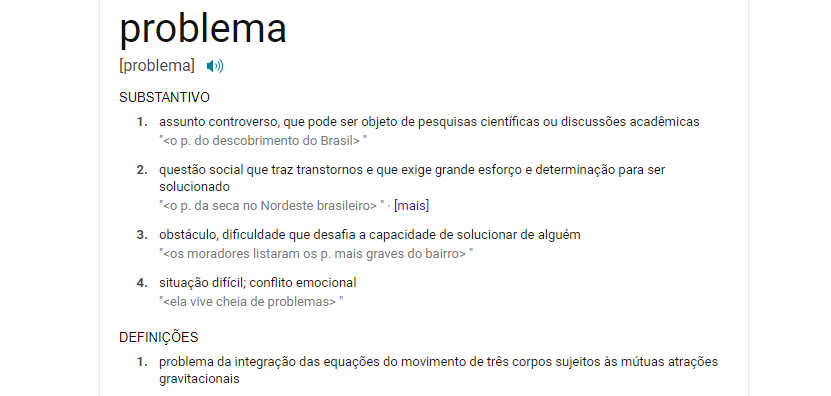 problema
[problema]
SUBSTANTIVO
1. assunto controverso, que pode ser objeto de pesquisas científicas ou discussões acadêmicas
"<o p. do descobrimento do Brasil> "
2. questão social que traz transtornos e que exige grande esforço e determinação para ser
solucionado
"<o p. da seca no Nordeste brasileiro> " · [mais]
3. obstáculo, dificuldade que desafia a capacidade de solucionar de alguém
"<os moradores listaram os p. mais graves do bairro> "
4. situação difícil; conflito emocional
"<ela vive cheia de problemas> "
DEFINIÇÕES
1. problema da integração das equações do movimento de três corpos sujeitos às mútuas atrações
gravitacionais